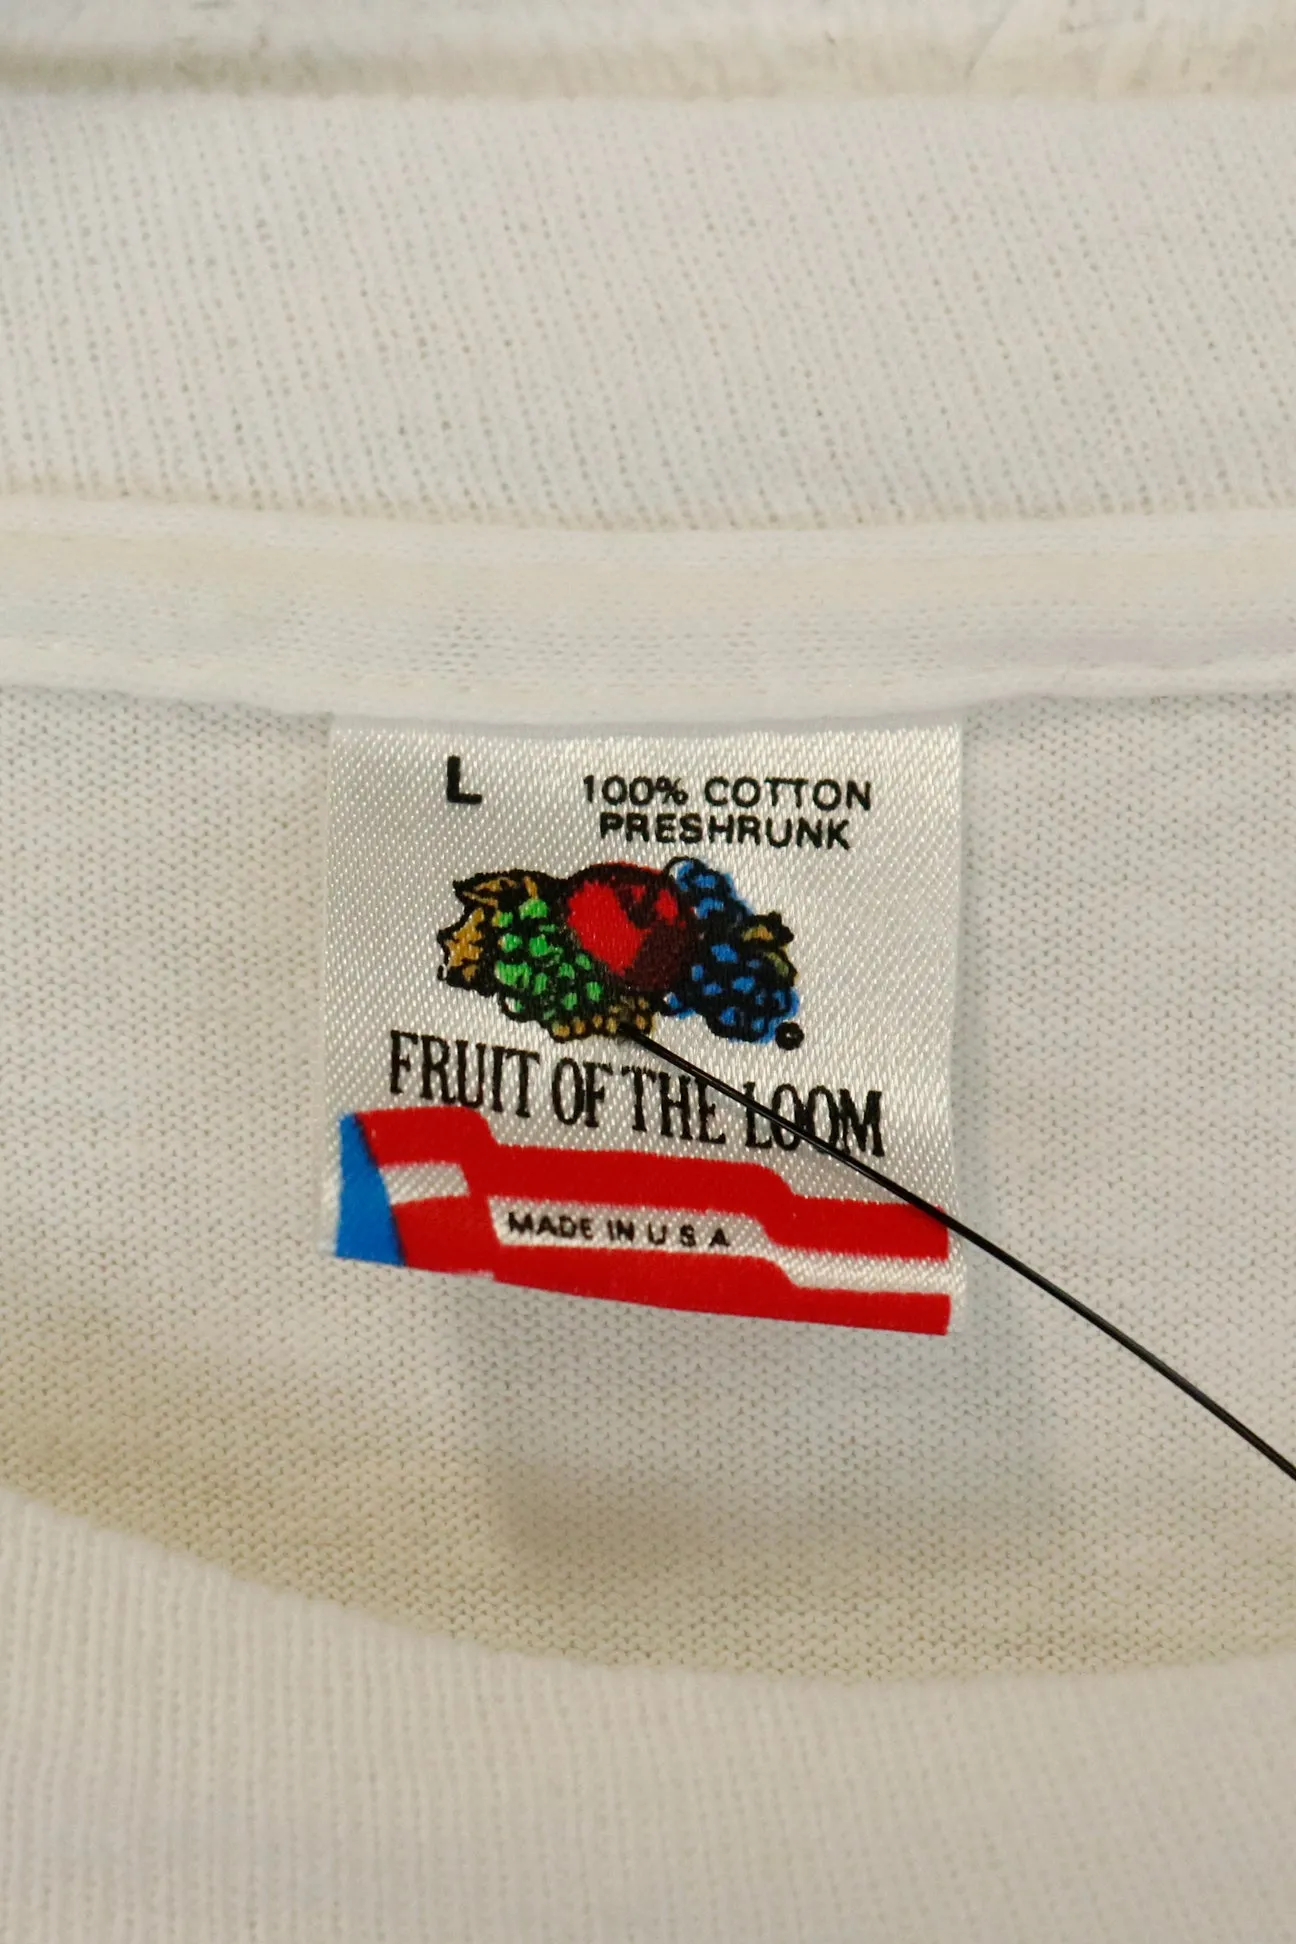 L
100% COTTON
PRESHRUNK
FRUIT OF THE LOOM
MADE IN U S A